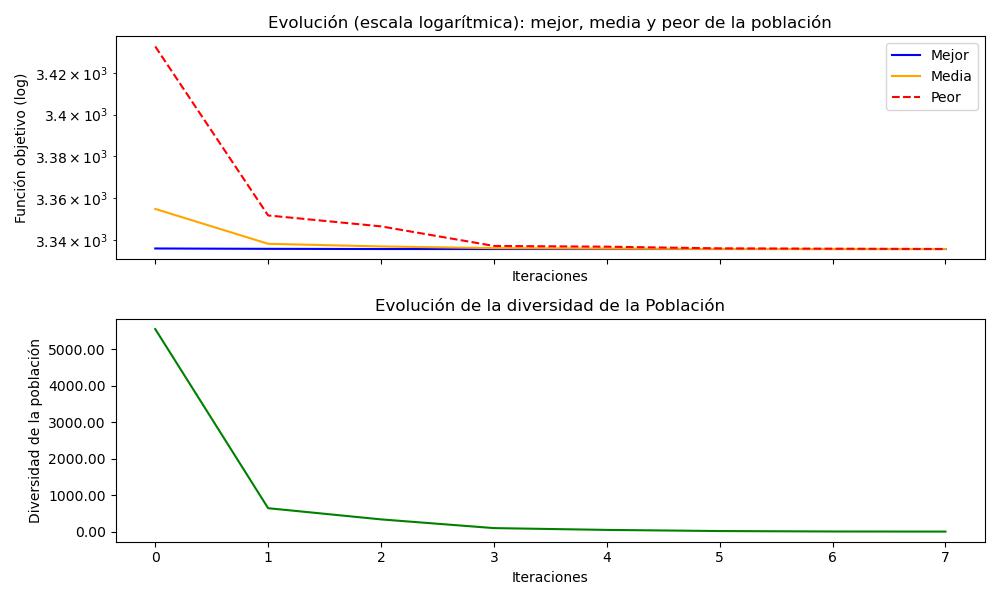 Evolución (escala logarítmica): mejor, media y peor de la población
Función objetivo (log)
3.42 × 10³
3.4 × 10³
3.38 × 10³
3.36 × 10³
3.34 × 10³
Mejor
Media
Peor
Iteraciones
Evolución de la diversidad de la Población
Diversidad de la población
5000.00
4000.00
3000.00
2000.00
1000.00
0.00
0 1 2 3 4 5 6 7
Iteraciones